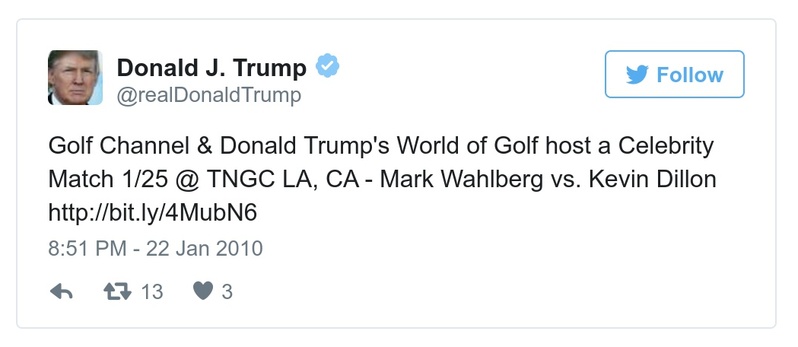 Donald J. Trump
@realDonaldTrump
Follow
Golf Channel & Donald Trump's World of Golf host a Celebrity
Match 1/25 @ TNGC LA, CA - Mark Wahlberg vs. Kevin Dillon
http://bit.ly/4MubN6
8:51 PM - 22 Jan 2010
13 3